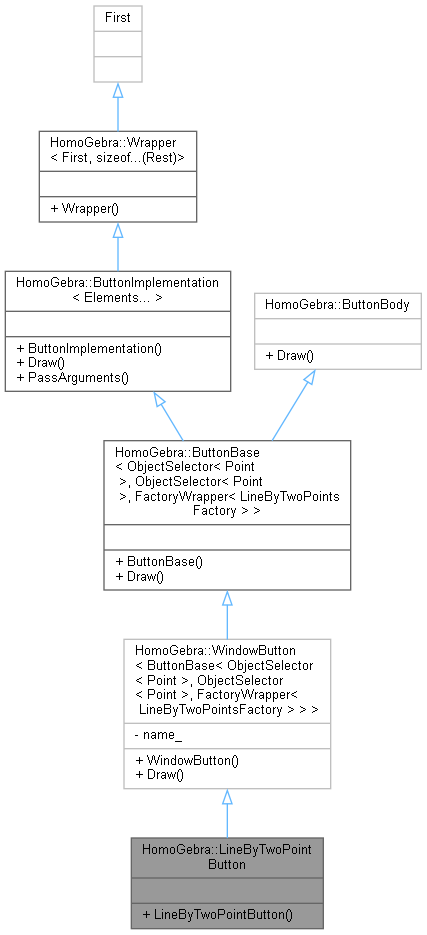 First
HomoGebra::Wrapper
< First, sizeof...(Rest)>
+ Wrapper()
HomoGebra::ButtonImplementation
< Elements... >
+ ButtonImplementation()
+ Draw()
+ PassArguments()
HomoGebra::ButtonBody
+ Draw()
HomoGebra::ButtonBase
< ObjectSelector< Point
>, ObjectSelector< Point
>, FactoryWrapper< LineByTwoPoints
Factory > >
+ ButtonBase()
+ Draw()
HomoGebra::WindowButton
< ButtonBase< ObjectSelector
< Point >, ObjectSelector
< Point >, FactoryWrapper<
LineByTwoPointsFactory > > >
- name_
+ WindowButton()
+ Draw()
HomoGebra::LineByTwoPoint
Button
+ LineByTwoPointButton()